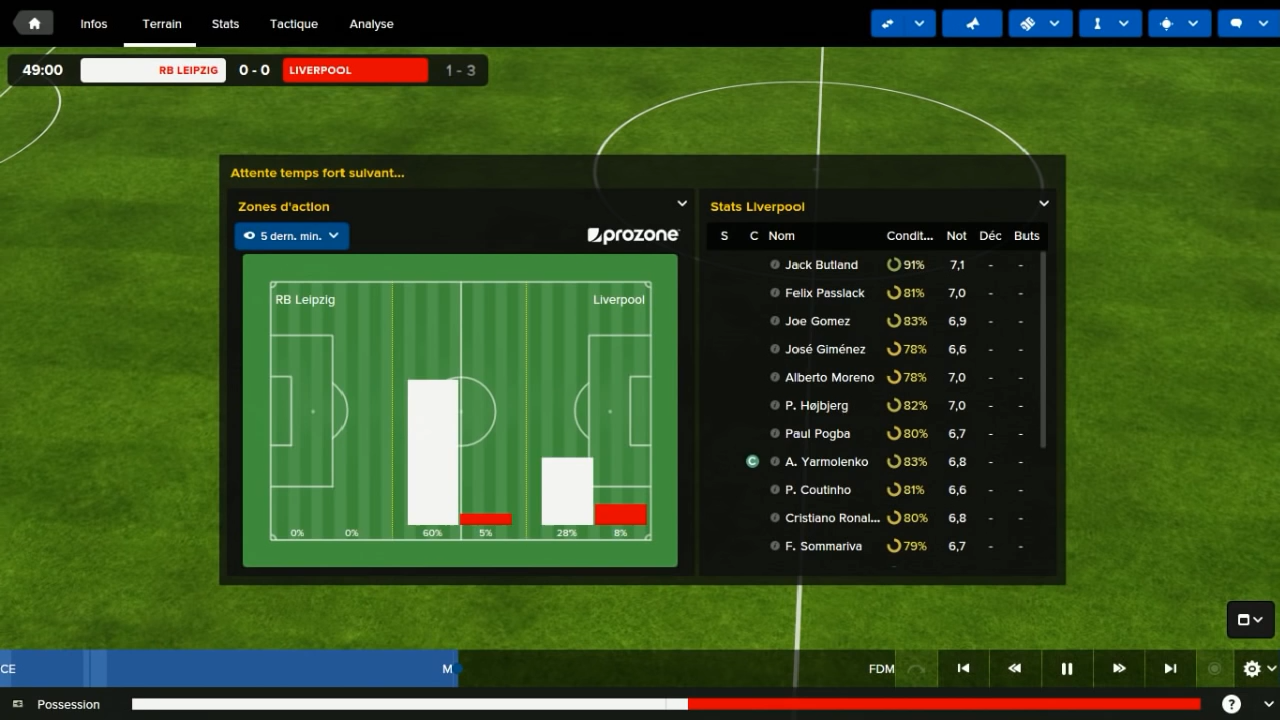 Infos Terrain Stats Tactique Analyse
49:00 RB LEIPZIG 0 - 0 LIVERPOOL 1 - 3
Attente temps fort suivant...
Zones d'action
5 dern. min.
prozone
RB Leipzig Liverpool
0% 0% 60% 5% 28% 8%
Stats Liverpool
S C Nom Condit... Not Déc Buts
Jack Butland 91% 7,1 - -
Felix Passlack 81% 7,0 - -
Joe Gomez 83% 6,9 - -
José Giménez 78% 6,6 - -
Alberto Moreno 78% 7,0 - -
P. Højbjerg 82% 7,0 - -
Paul Pogba 80% 6,7 - -
C A. Yarmolenko 83% 6,8 - -
P. Coutinho 81% 6,6 - -
Cristiano Ronal... 80% 6,8 - -
F. Sommariva 79% 6,7 - -
CE M FDM
Possession ?